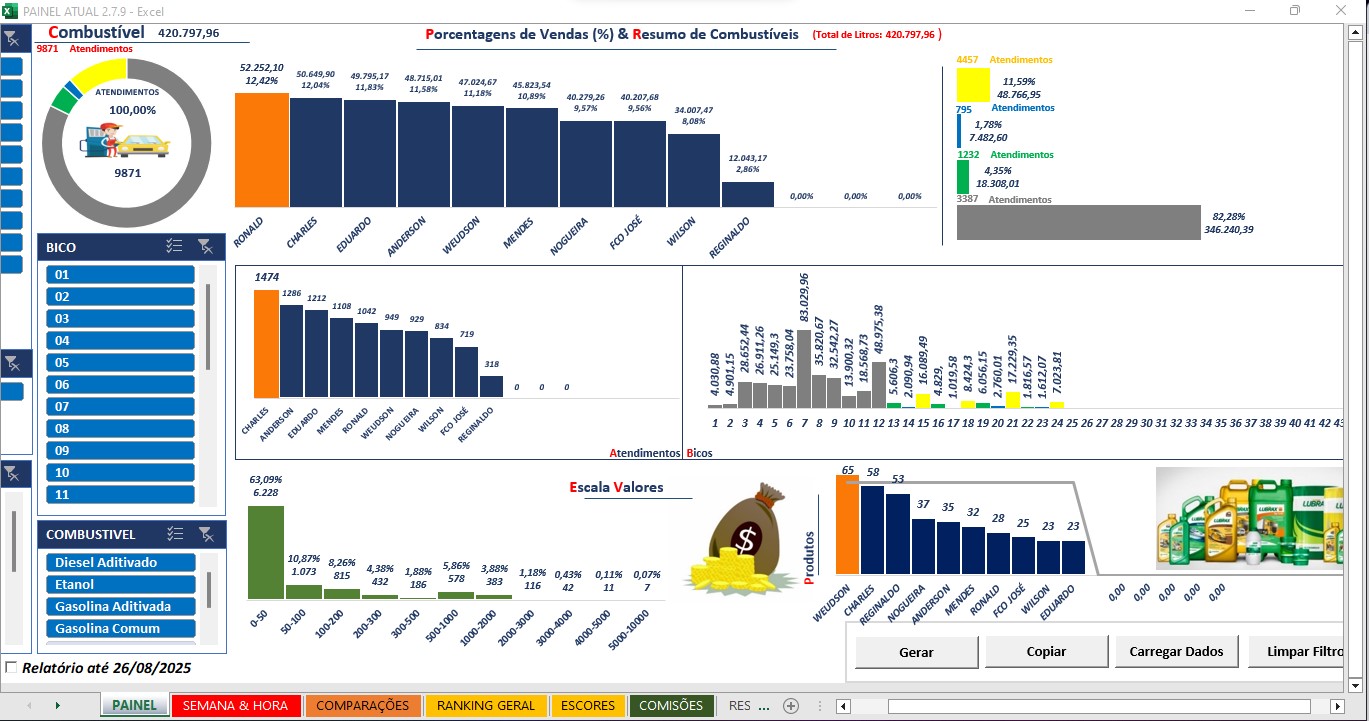 PAINEL ATUAL 2.7.9 - Excel
Combustível 420.797,96
9871 Atendimentos
ATENDIMENTOS
100,00%
9871
Porcentagens de Vendas (%) & Resumo de Combustíveis (Total de Litros: 420.797,96 )
52.252,10
12,42%
50.649,90
12,04%
49.795,17
11,83%
48.715,01
11,58%
47.024,67
11,18%
45.823,54
10,89%
40.279,26
9,57%
40.207,68
9,56%
34.007,47
8,08%
12.043,17
2,86%
0,00% 0,00% 0,00%
RONALD CHARLES EDUARDO ANDERSON WEUDSON MENDES NOGUEIRA FCO JOSÉ WILSON REGINALDO
4457 Atendimentos
11,59%
48.766,95
795 Atendimentos
1,78%
7.482,60
1232 Atendimentos
4,35%
18.308,01
3387 Atendimentos
82,28%
346.240,39
BICO
01
02
03
04
05
06
07
08
09
10
11
1474 1286 1212 1108 1042 949 929 834 719 318 0 0 0
CHARLES ANDERSON EDUARDO MENDES RONALD WEUDSON NOGUEIRA WILSON FCO JOSÉ REGINALDO
Atendimentos
4.030,88 4.901,15 28.652,44 26.911,26 25.149,3 23.758,04 83.029,96 35.820,67 32.542,27 13.900,32 18.568,73 48.975,38 5.606,3 2.090,94 16.089,49 4.829, 1.019,58 8.424,3 6.056,15 2.760,01 17.229,35 1.816,57 1.612,07 7.023,81
1 2 3 4 5 6 7 8 9 10 11 12 13 14 15 16 17 18 19 20 21 22 23 24 25 26 27 28 29 30 31 32 33 34 35 36 37 38 39 40 41 42
Bicos
COMBUSTIVEL
Diesel Aditivado
Etanol
Gasolina Aditivada
Gasolina Comum
Escala Valores
63,09%
6.228
10,87%
1.073
8,26%
815
4,38%
432
1,88%
186
5,86%
578
3,88%
383
1,18%
116
0,43%
42
0,11%
11
0,07%
7
0-50 50-100 100-200 200-300 300-500 500-1000 1000-2000 2000-3000 3000-4000 4000-5000 5000-10000
$
Produtos
65 58 53 37 35 32 28 25 23 23
WEUDSON CHARLES REGINALDO NOGUEIRA ANDERSON MENDES RONALD FCO JOSÉ WILSON EDUARDO 0,00 0,00 0,00 0,00 0,00
LUBRAX
Gerar Copiar Carregar Dados Limpar Filtro
Relatório até 26/08/2025
PAINEL SEMANA & HORA COMPARAÇÕES RANKING GERAL ESCORES COMISÕES RES ...